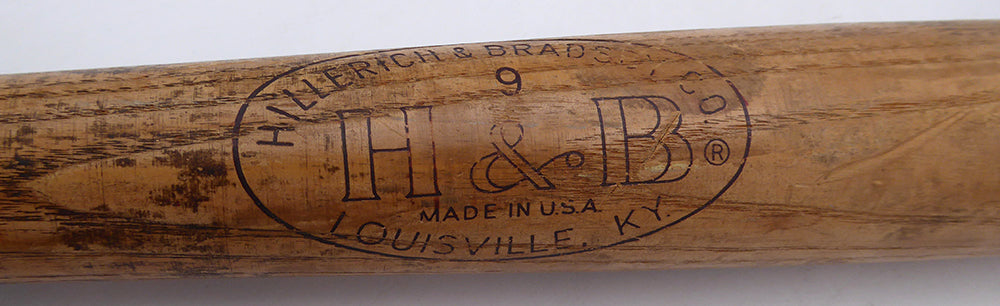 HILLERICH & BRADSBY CO
9
H & B ®
MADE IN U.S.A.
LOUISVILLE, KY.